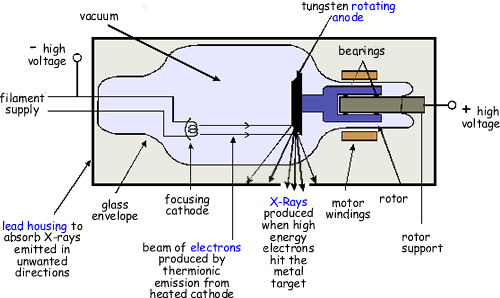 vacuum
tungsten rotating
anode
bearings
- high
voltage
filament
supply
+ high
voltage
glass
envelope
focusing
cathode
motor
windings
rotor
rotor
support
lead housing to
absorb X-rays
emitted in
unwanted
directions
beam of electrons
produced by
thermionic
emission from
heated cathode
X-Rays
produced when
high energy
electrons
hit the
metal
target